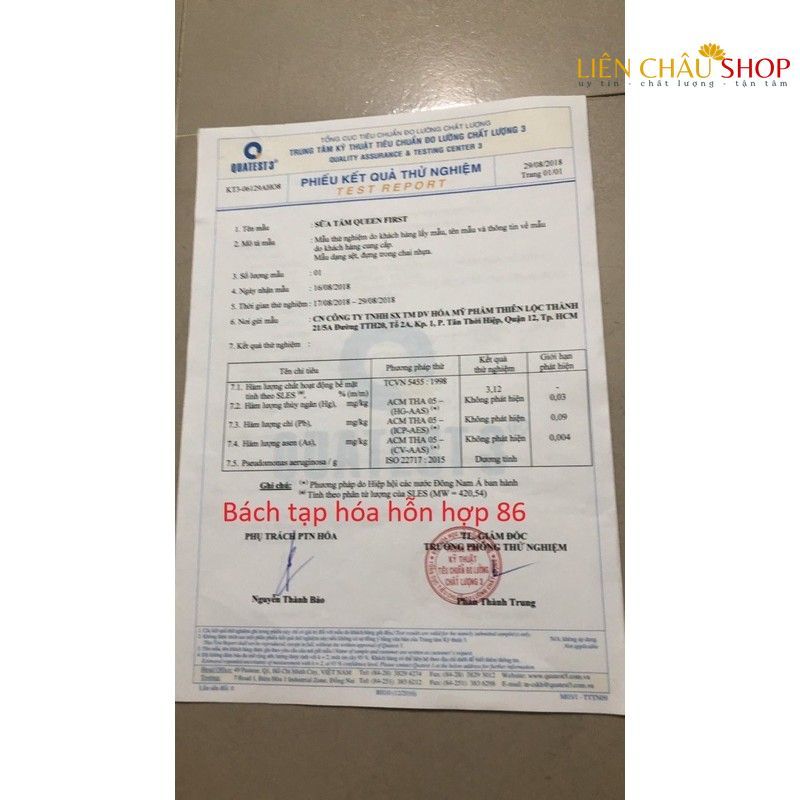 LIÊN CHÂU SHOP
uy tín - chất lượng - tận tâm
TỔNG CỤC TIÊU CHUẨN ĐO LƯỜNG CHẤT LƯỢNG
TRUNG TÂM KỸ THUẬT TIÊU CHUẨN ĐO LƯỜNG CHẤT LƯỢNG 3
QUALITY ASSURANCE & TESTING CENTER 3
QUATEST 3
KT3-06129AHO8
PHIẾU KẾT QUẢ THỬ NGHIỆM
TEST REPORT
29/08/2018
Trang 01/01
1. Tên mẫu : SỮA TẮM QUEEN FIRST
2. Mô tả mẫu : Mẫu thử nghiệm do khách hàng lấy mẫu, tên mẫu và thông tin về mẫu
do khách hàng cung cấp.
Mẫu dạng sệt, đựng trong chai nhựa.
3. Số lượng mẫu : 01
4. Ngày nhận mẫu : 16/08/2018
5. Thời gian thử nghiệm : 17/08/2018 – 29/08/2018
6. Nơi gửi mẫu : CN CÔNG TY TNHH SX TM DV HÓA MỸ PHẨM THIÊN LỘC THÀNH
21/5A Đường TTH20, Tổ 2A, Kp. 1, P. Tân Thới Hiệp, Quận 12, Tp. HCM
7. Kết quả thử nghiệm :
Tên chỉ tiêu Phương pháp thử Kết quả thử nghiệm Giới hạn phát hiện
7.1. Hàm lượng chất hoạt động bề mặt TCVN 5455 : 1998
tính theo SLES (#), % (m/m) 3,12 -
7.2. Hàm lượng thủy ngân (Hg), mg/kg ACM THA 05 – Không phát hiện 0,03
(HG-AAS) (*)
7.3. Hàm lượng chì (Pb), mg/kg ACM THA 05 – Không phát hiện 0,09
(ICP-AES) (*)
7.4. Hàm lượng asen (As), mg/kg ACM THA 05 – Không phát hiện 0,004
(CV-AAS) (*)
7.5. Pseudomonas aeruginosa / g ISO 22717 : 2015 Dương tính
Ghi chú: (*) Phương pháp do Hiệp hội các nước Đông Nam Á ban hành
(#) Tính theo phân tử lượng của SLES (MW = 420,54)
Bách tạp hóa hỗn hợp 86
PHỤ TRÁCH PTN HÓA
TL. GIÁM ĐỐC
TRƯỞNG PHÒNG THỬ NGHIỆM
KỸ THUẬT
TIÊU CHUẨN ĐO LƯỜNG
CHẤT LƯỢNG 3
Nguyễn Thành Bảo
Phan Thành Trung